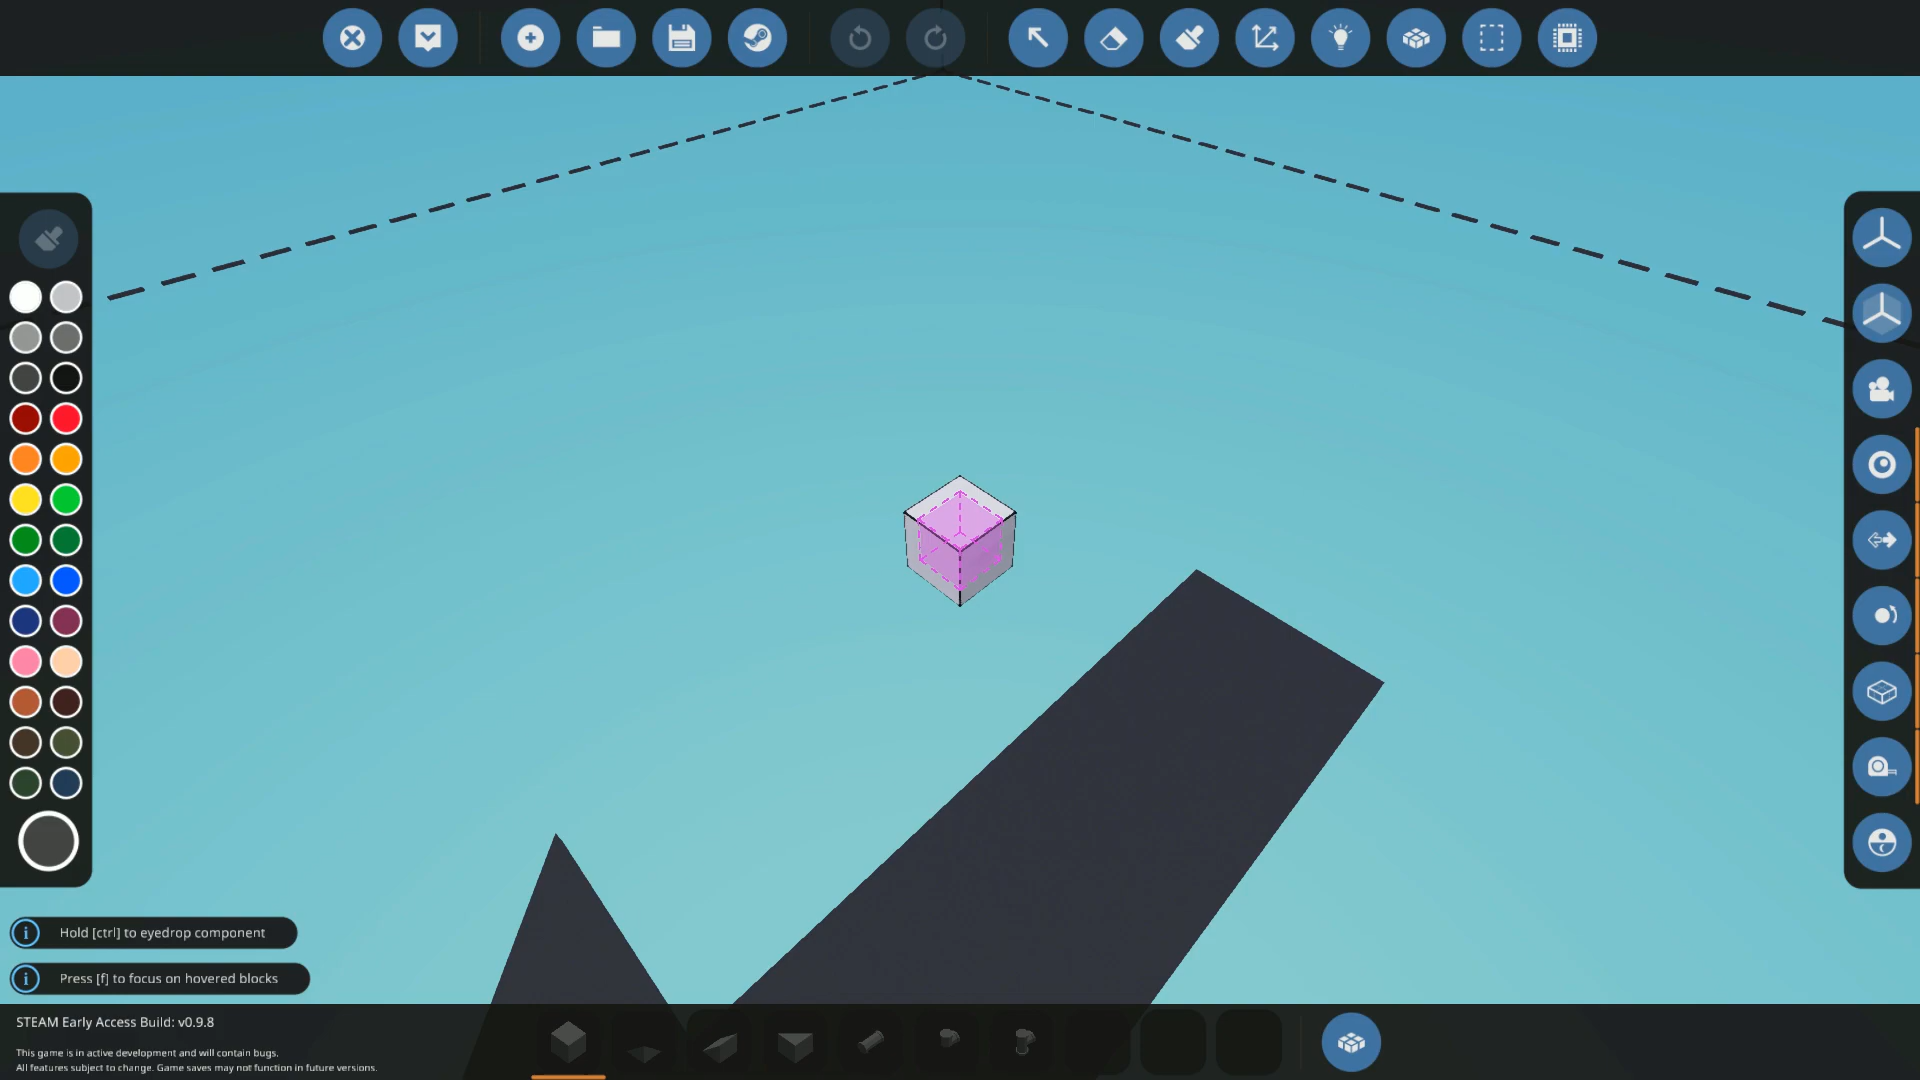 Hold [ctrl] to eyedrop component
Press [f] to focus on hovered blocks
STEAM Early Access Build: v0.9.8
This game is in active development and will contain bugs.
All features subject to change. Game saves may not function in future versions.